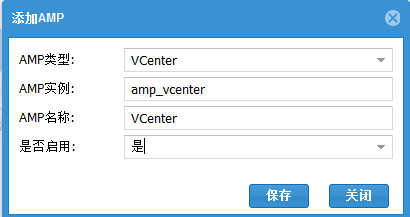 添加AMP
AMP类型: VCenter
AMP实例: amp_vcenter
AMP名称: VCenter
是否启用: 是
保存 关闭